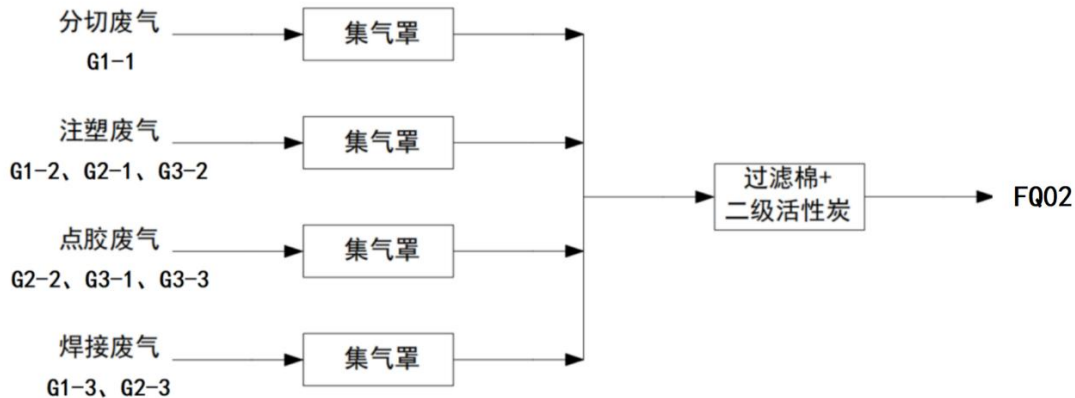 分切废气
G1-1
集气罩
注塑废气
G1-2、G2-1、G3-2
集气罩
点胶废气
G2-2、G3-1、G3-3
集气罩
焊接废气
G1-3、G2-3
集气罩
过滤棉+
二级活性炭
FQ02